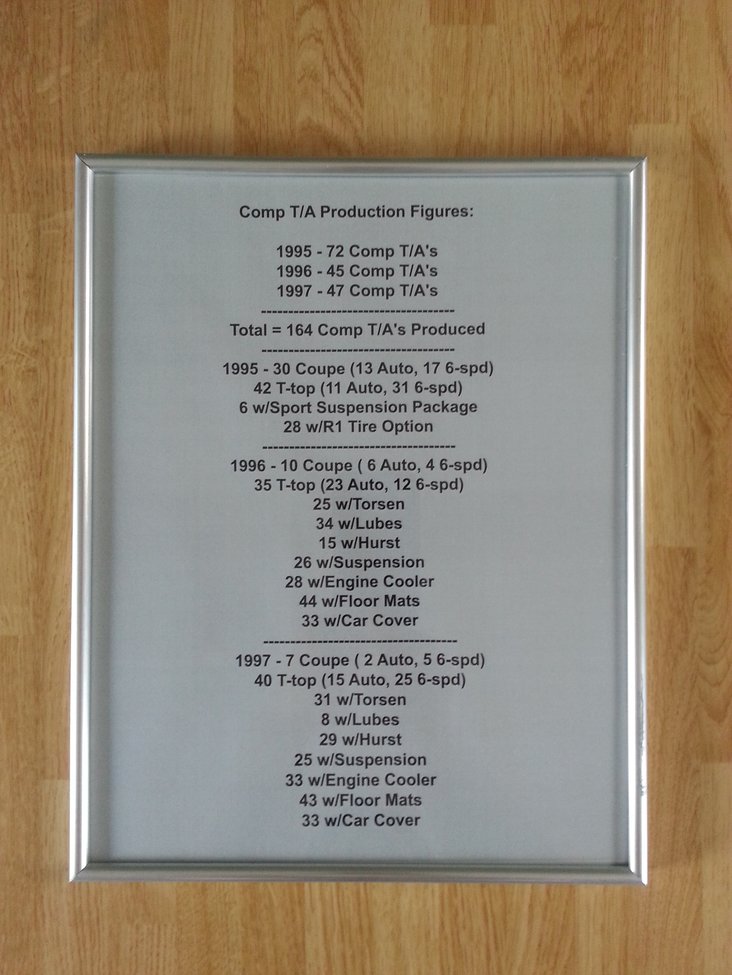 Comp T/A Production Figures:
1995 - 72 Comp T/A's
1996 - 45 Comp T/A's
1997 - 47 Comp T/A's
------------------------------------
Total = 164 Comp T/A's Produced
------------------------------------
1995 - 30 Coupe (13 Auto, 17 6-spd)
42 T-top (11 Auto, 31 6-spd)
6 w/Sport Suspension Package
28 w/R1 Tire Option
------------------------------------
1996 - 10 Coupe ( 6 Auto, 4 6-spd)
35 T-top (23 Auto, 12 6-spd)
25 w/Torsen
34 w/Lubes
15 w/Hurst
26 w/Suspension
28 w/Engine Cooler
44 w/Floor Mats
33 w/Car Cover
------------------------------------
1997 - 7 Coupe ( 2 Auto, 5 6-spd)
40 T-top (15 Auto, 25 6-spd)
31 w/Torsen
8 w/Lubes
29 w/Hurst
25 w/Suspension
33 w/Engine Cooler
43 w/Floor Mats
33 w/Car Cover